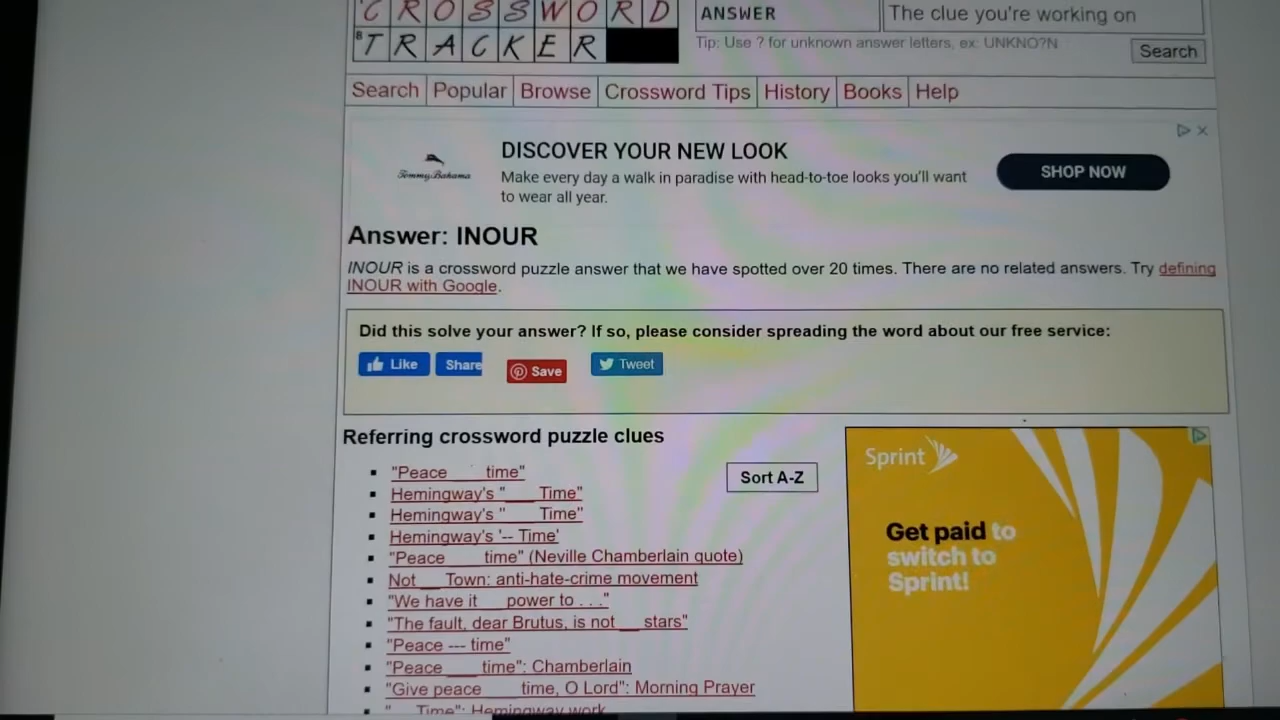 CROSSWORD
ANSWER
The clue you're working on
8
TRACKER
Tip: Use ? for unknown answer letters, ex: UNKNO?N
Search
Search Popular Browse Crossword Tips History Books Help
Tommy Bahama
DISCOVER YOUR NEW LOOK
Make every day a walk in paradise with head-to-toe looks you'll want
to wear all year.
SHOP NOW
Answer: INOUR
INOUR is a crossword puzzle answer that we have spotted over 20 times. There are no related answers. Try defining
INOUR with Google.
Did this solve your answer? If so, please consider spreading the word about our free service:
Like Share Save Tweet
Referring crossword puzzle clues
Sort A-Z
"Peace ___ time"
Hemingway's "___ Time"
Hemingway's "___ Time"
Hemingway's '-- Time'
"Peace ___ time" (Neville Chamberlain quote)
Not __ Town: anti-hate-crime movement
"We have it __ power to . . ."
"The fault, dear Brutus, is not __ stars"
"Peace --- time"
"Peace ___ time": Chamberlain
"Give peace ___ time, O Lord": Morning Prayer
"___ Time": Hemingway work
Sprint
Get paid to
switch to
Sprint!